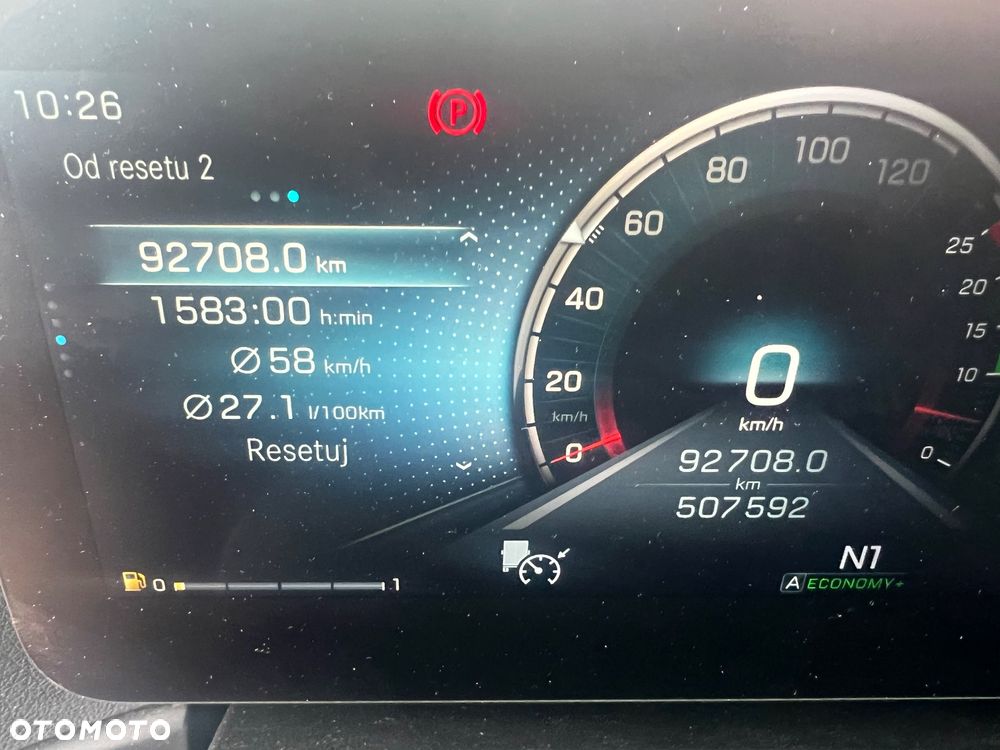 10:26
P
Od resetu 2
92708.0 km
1583:00 h:min
Ø 58 km/h
Ø 27.1 l/100km
Resetuj
0 1
0
20
40
60
80
100
120
km/h
0
km/h
92708.0
km
507592
25
20
15
10
0
N1
A ECONOMY+
OTOMOTO